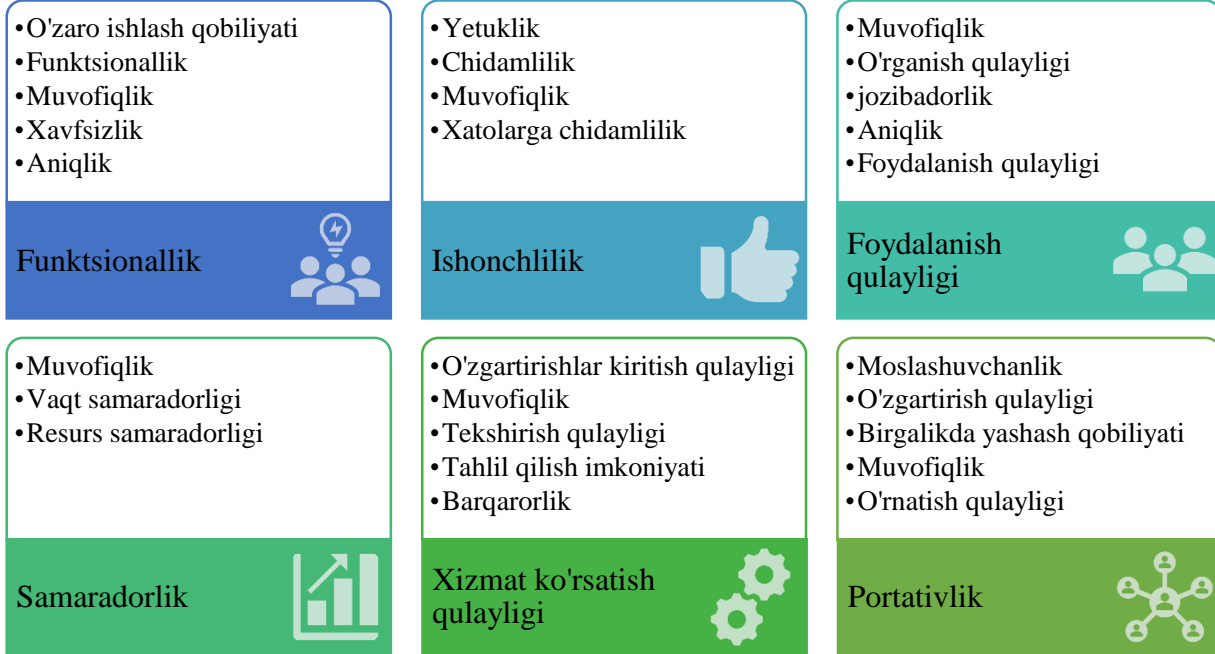 •O'zaro ishlash qobiliyati
•Funktsionallik
•Muvofiqlik
•Xavfsizlik
•Aniqlik
Funktsionallik
•Yetuklik
•Chidamlilik
•Muvofiqlik
•Xatolarga chidamlilik
Ishonchlilik
•Muvofiqlik
•O'rganish qulayligi
•jozibadorlik
•Aniqlik
•Foydalanish qulayligi
Foydalanish
qulayligi
•Muvofiqlik
•Vaqt samaradorligi
•Resurs samaradorligi
Samaradorlik
•O'zgartirishlar kiritish qulayligi
•Muvofiqlik
•Tekshirish qulayligi
•Tahlil qilish imkoniyati
•Barqarorlik
Xizmat ko'rsatish
qulayligi
•Moslashuvchanlik
•O'zgartirish qulayligi
•Birgalikda yashash qobiliyati
•Muvofiqlik
•O'rnatish qulayligi
Portativlik